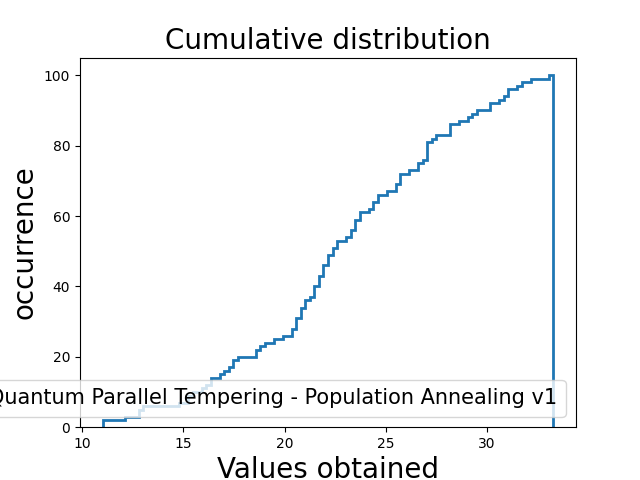 Cumulative distribution
occurrence
100
80
60
40
20
0
Quantum Parallel Tempering - Population Annealing v1
10 15 20 25 30
Values obtained